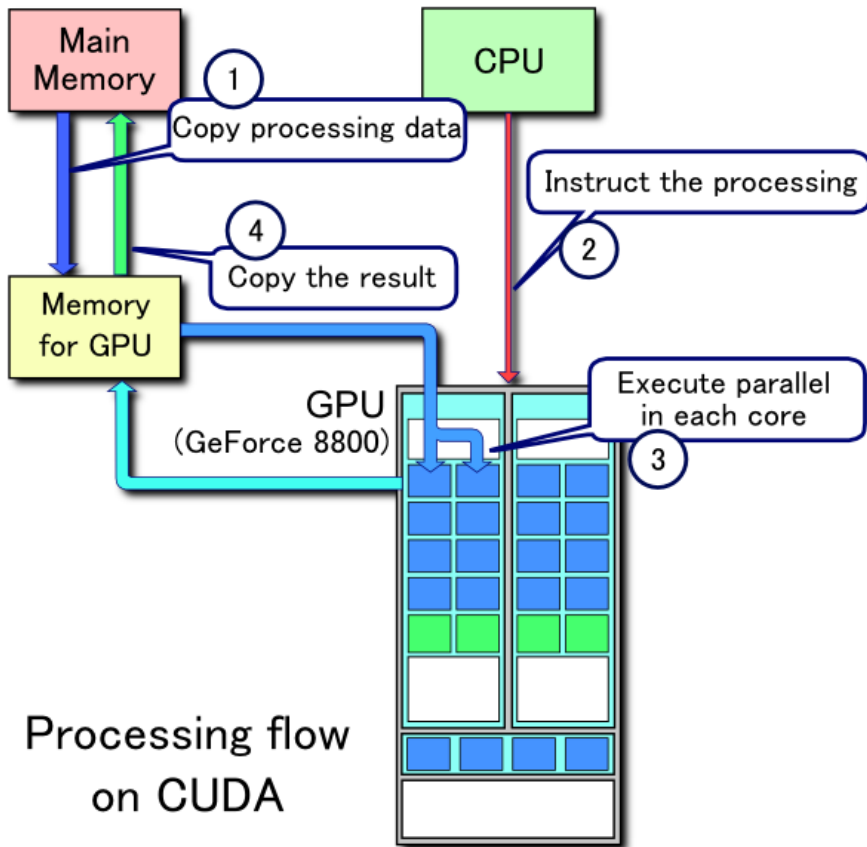 Main
Memory
CPU
1
Copy processing data
Instruct the processing
2
4
Copy the result
Memory
for GPU
GPU
(GeForce 8800)
Execute parallel
in each core
3
Processing flow
on CUDA